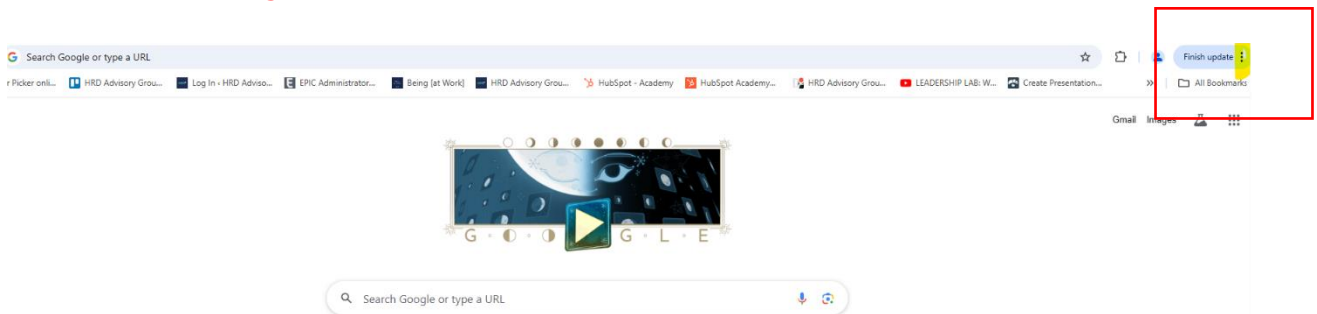 Search Google or type a URL
Finish update
r Picker onli... HRD Advisory Grou... Log In ‹ HRD Adviso... EPIC Administrator... Being [at Work] HRD Advisory Grou... HubSpot - Academy HubSpot Academy... HRD Advisory Grou... LEADERSHIP LAB: W... Create Presentation... » All Bookmarks
Gmail Images
G O O G L E
Search Google or type a URL